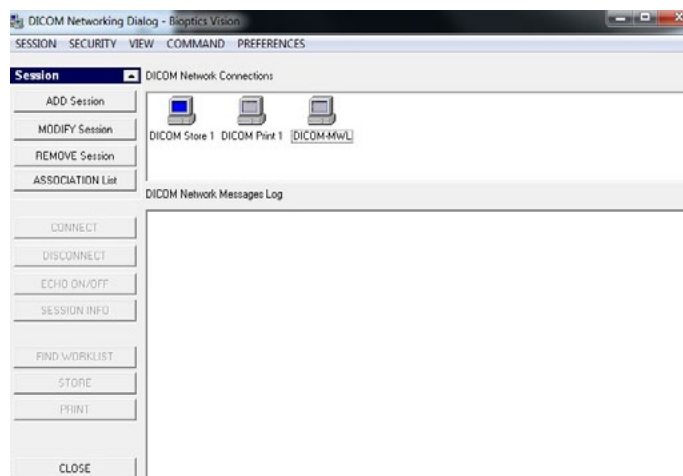 DICOM Networking Dialog - Bioptics Vision
SESSION SECURITY VIEW COMMAND PREFERENCES
Session
DICOM Network Connections
ADD Session
MODIFY Session
REMOVE Session
ASSOCIATION List
DICOM Store 1 DICOM Print 1 DICOM-MWL
DICOM Network Messages Log
CONNECT
DISCONNECT
ECHO ON/OFF
SESSION INFO
FIND WORKLIST
STORE
PRINT
CLOSE